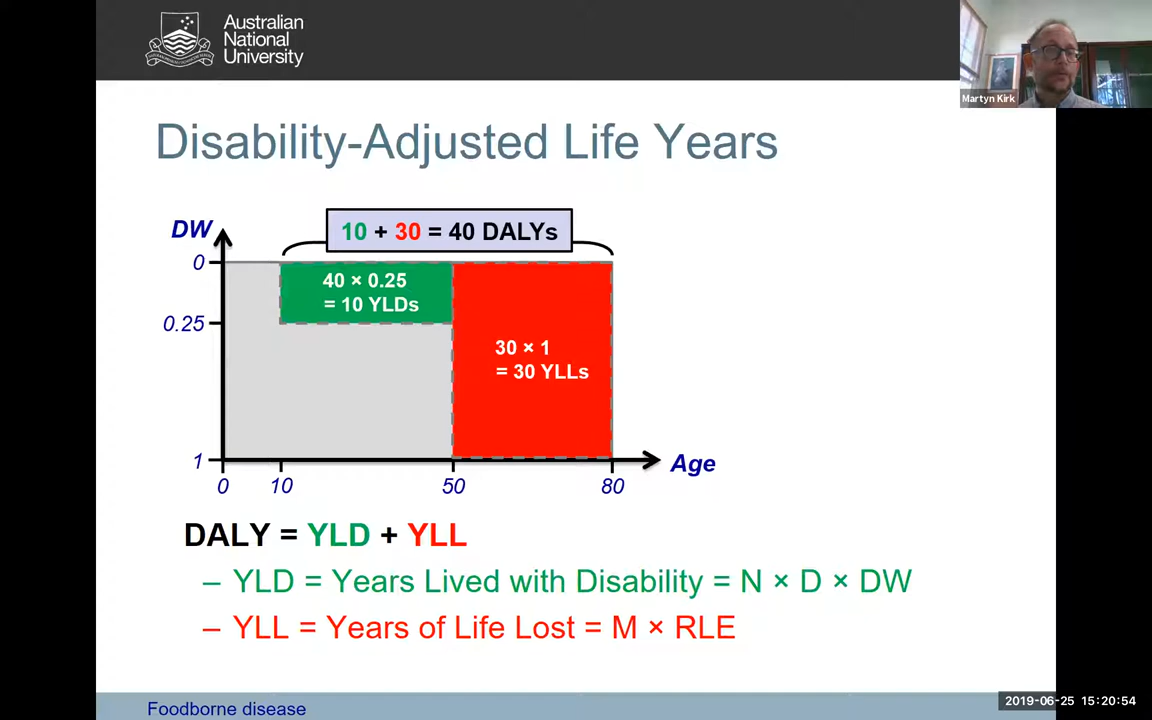 Australian
National
University
Martyn Kirk
Disability-Adjusted Life Years
DW
10 + 30 = 40 DALYs
0
40 × 0.25
= 10 YLDs
0.25
30 × 1
= 30 YLLs
1
Age
0 10 50 80
DALY = YLD + YLL
– YLD = Years Lived with Disability = N × D × DW
– YLL = Years of Life Lost = M × RLE
Foodborne disease
2019-06-25 15:20:54